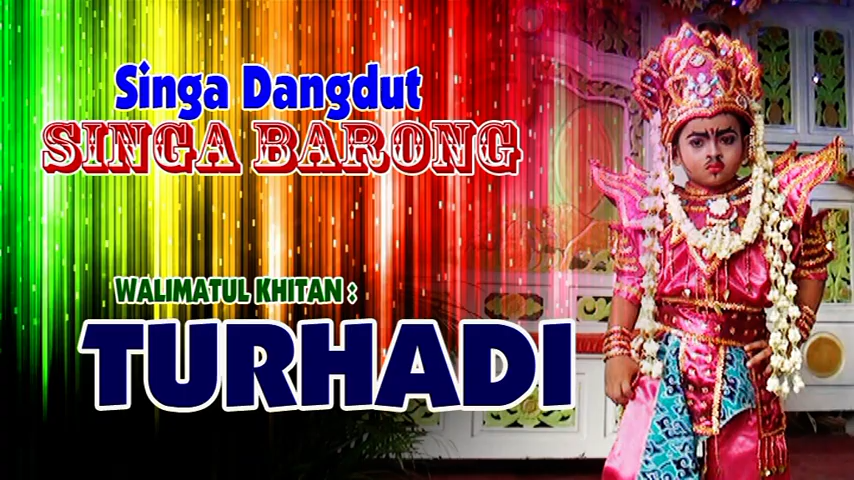 Singa Dangdut
SINGA BARONG
WALIMATUL KHITAN :
TURHADI